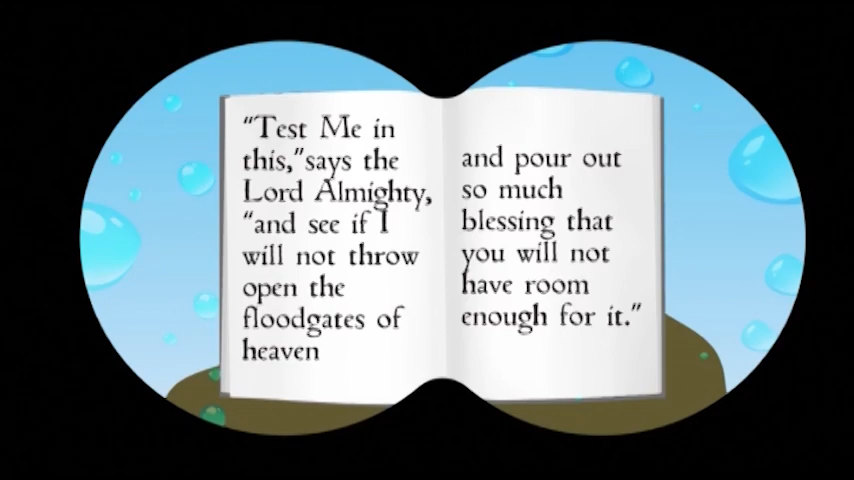 “Test Me in
this,”says the
Lord Almighty,
“and see if I
will not throw
open the
floodgates of
heaven
and pour out
so much
blessing that
you will not
have room
enough for it.”